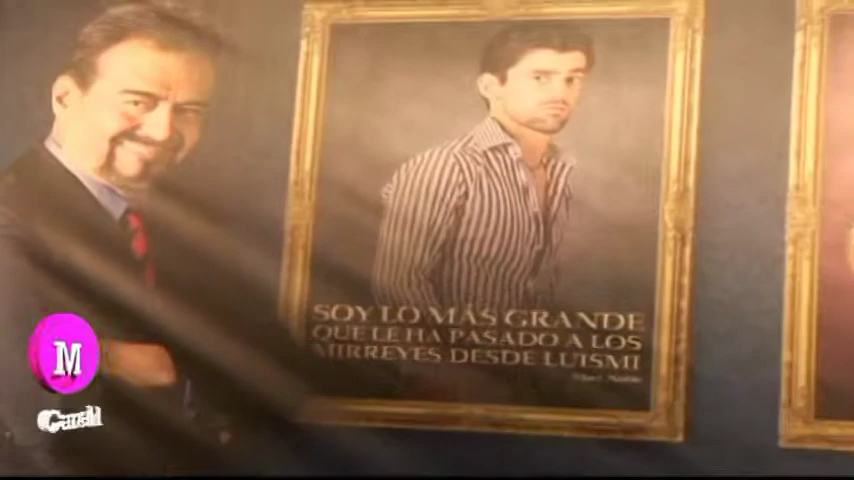 SOY LO MÁS GRANDE
QUE LE HA PASADO A LOS
MIRREYES DESDE LUISMI
M